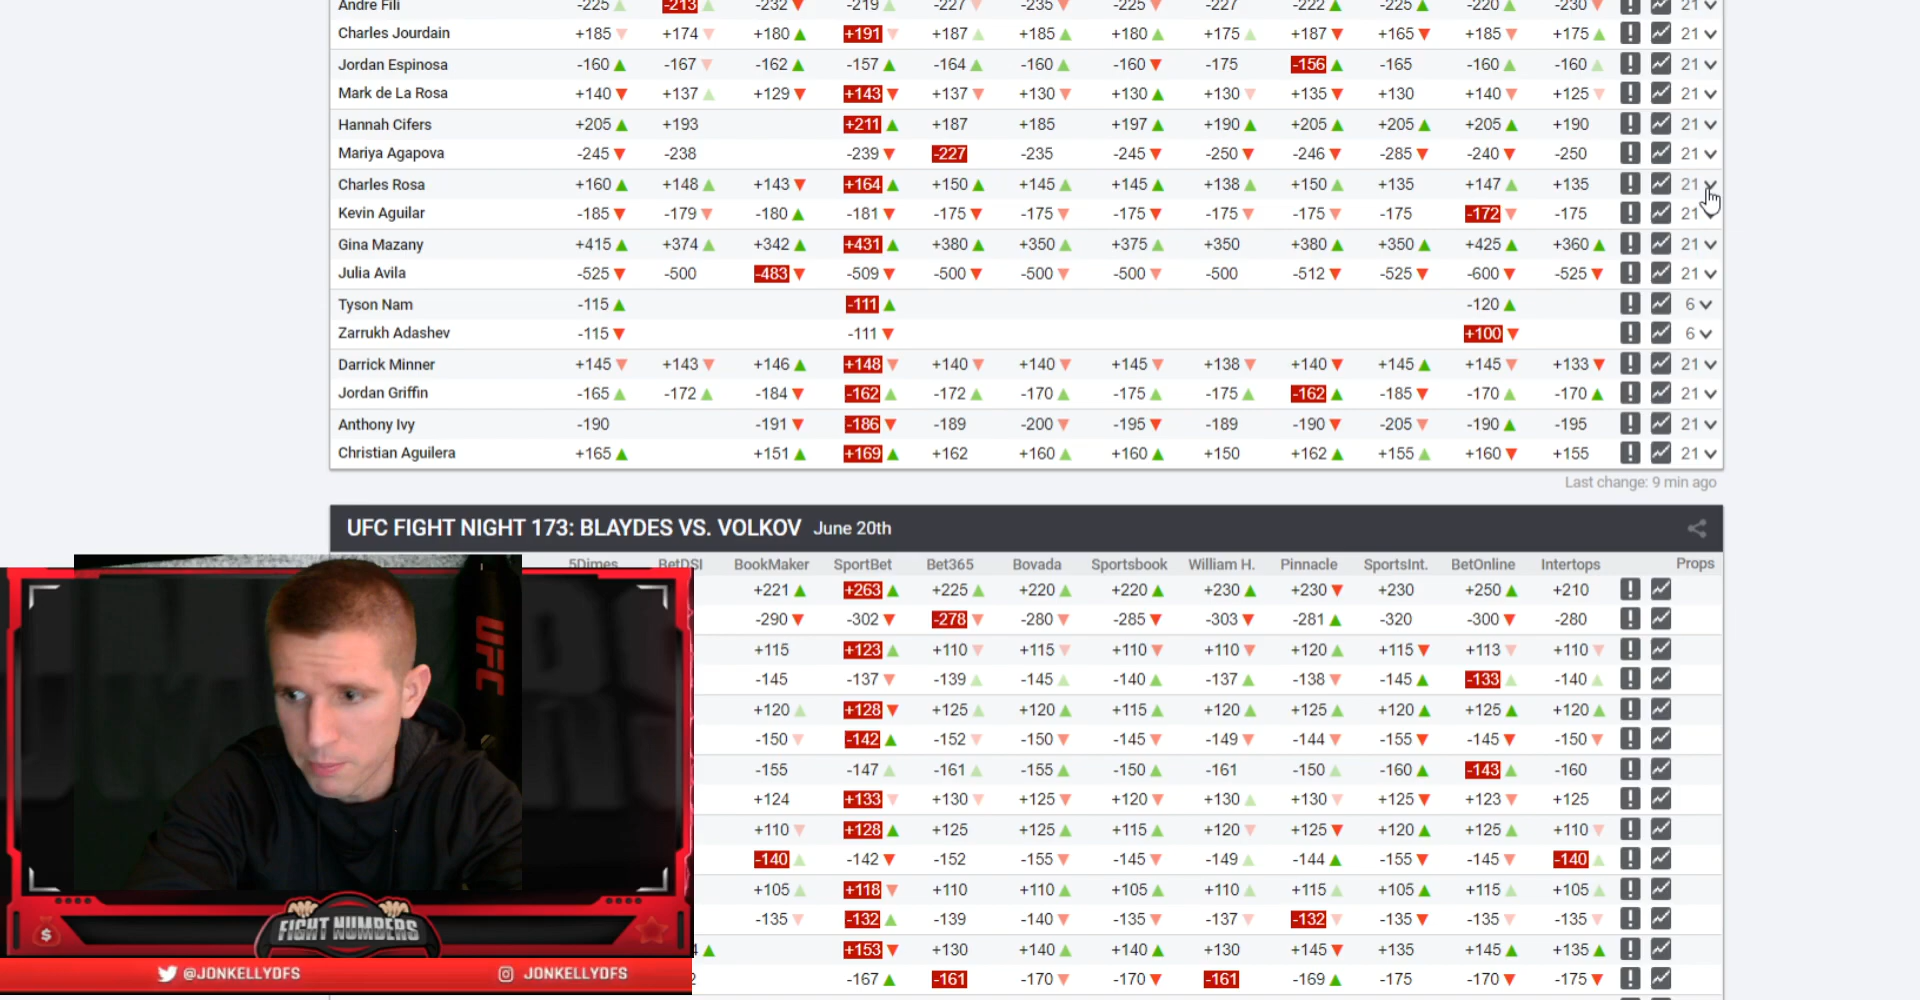 Andre Fili -225 -213 -232 -219 -227 -235 -225 -227 -222 -225 -220 -230 21
Charles Jourdain +185 +174 +180 +191 +187 +185 +180 +175 +187 +165 +185 +175 21
Jordan Espinosa -160 -167 -162 -157 -164 -160 -160 -175 -156 -165 -160 -160 21
Mark de La Rosa +140 +137 +129 +143 +137 +130 +130 +130 +135 +130 +140 +125 21
Hannah Cifers +205 +193 +211 +187 +185 +197 +190 +205 +205 +205 +190 21
Mariya Agapova -245 -238 -239 -227 -235 -245 -250 -246 -285 -240 -250 21
Charles Rosa +160 +148 +143 +164 +150 +145 +145 +138 +150 +135 +147 +135 21
Kevin Aguilar -185 -179 -180 -181 -175 -175 -175 -175 -175 -175 -172 -175 21
Gina Mazany +415 +374 +342 +431 +380 +350 +375 +350 +380 +350 +425 +360 21
Julia Avila -525 -500 -483 -509 -500 -500 -500 -500 -512 -525 -600 -525 21
Tyson Nam -115 -111 -120 6
Zarrukh Adashev -115 -111 +100 6
Darrick Minner +145 +143 +146 +148 +140 +140 +145 +138 +140 +145 +145 +133 21
Jordan Griffin -165 -172 -184 -162 -172 -170 -175 -175 -162 -185 -170 -170 21
Anthony Ivy -190 -191 -186 -189 -200 -195 -189 -190 -205 -190 -195 21
Christian Aguilera +165 +151 +169 +162 +160 +160 +150 +162 +155 +160 +155 21
Last change: 9 min ago
UFC FIGHT NIGHT 173: BLAYDES VS. VOLKOV June 20th
5Dimes BetDSI BookMaker SportBet Bet365 Bovada Sportsbook William H. Pinnacle SportsInt. BetOnline Intertops Props
+221 +263 +225 +220 +220 +230 +230 +230 +250 +210
-290 -302 -278 -280 -285 -303 -281 -320 -300 -280
+115 +123 +110 +115 +110 +110 +120 +115 +113 +110
-145 -137 -139 -145 -140 -137 -138 -145 -133 -140
+120 +128 +125 +120 +115 +120 +125 +120 +125 +120
-150 -142 -152 -150 -145 -149 -144 -155 -145 -150
-155 -147 -161 -155 -150 -161 -150 -160 -143 -160
+124 +133 +130 +125 +120 +130 +130 +125 +123 +125
+110 +128 +125 +125 +115 +120 +125 +120 +125 +110
-140 -142 -152 -155 -145 -149 -144 -155 -145 -140
+105 +118 +110 +110 +105 +110 +115 +105 +115 +105
-135 -132 -139 -140 -135 -137 -132 -135 -135 -135
+153 +130 +140 +140 +130 +145 +135 +145 +135
-167 -161 -170 -170 -161 -169 -175 -170 -175
UFC
FIGHT NUMBERS
$
@JONKELLYDFS JONKELLYDFS